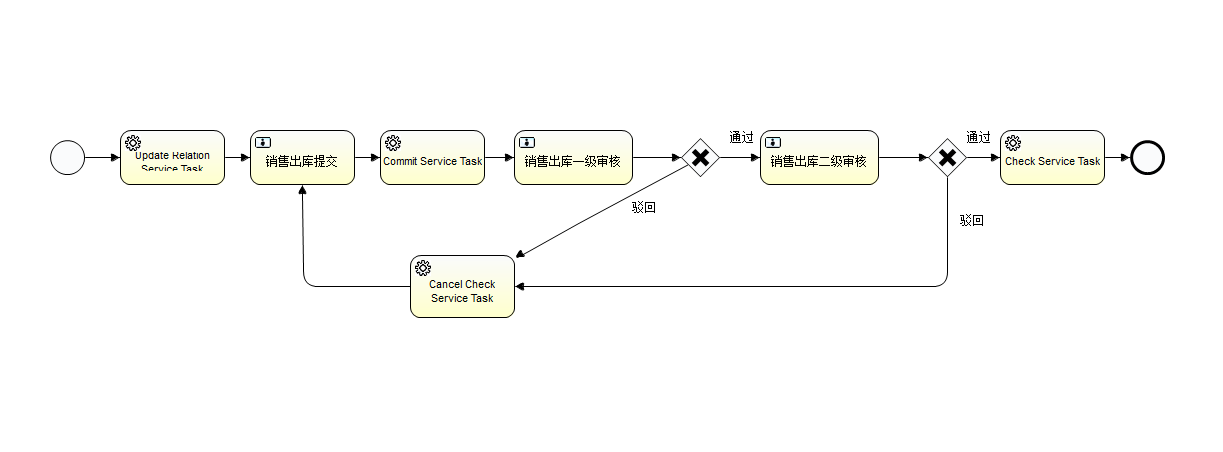 Update Relation
Service Task
销售出库提交
Commit Service Task
销售出库一级审核
通过
销售出库二级审核
通过
Check Service Task
驳回
驳回
Cancel Check
Service Task